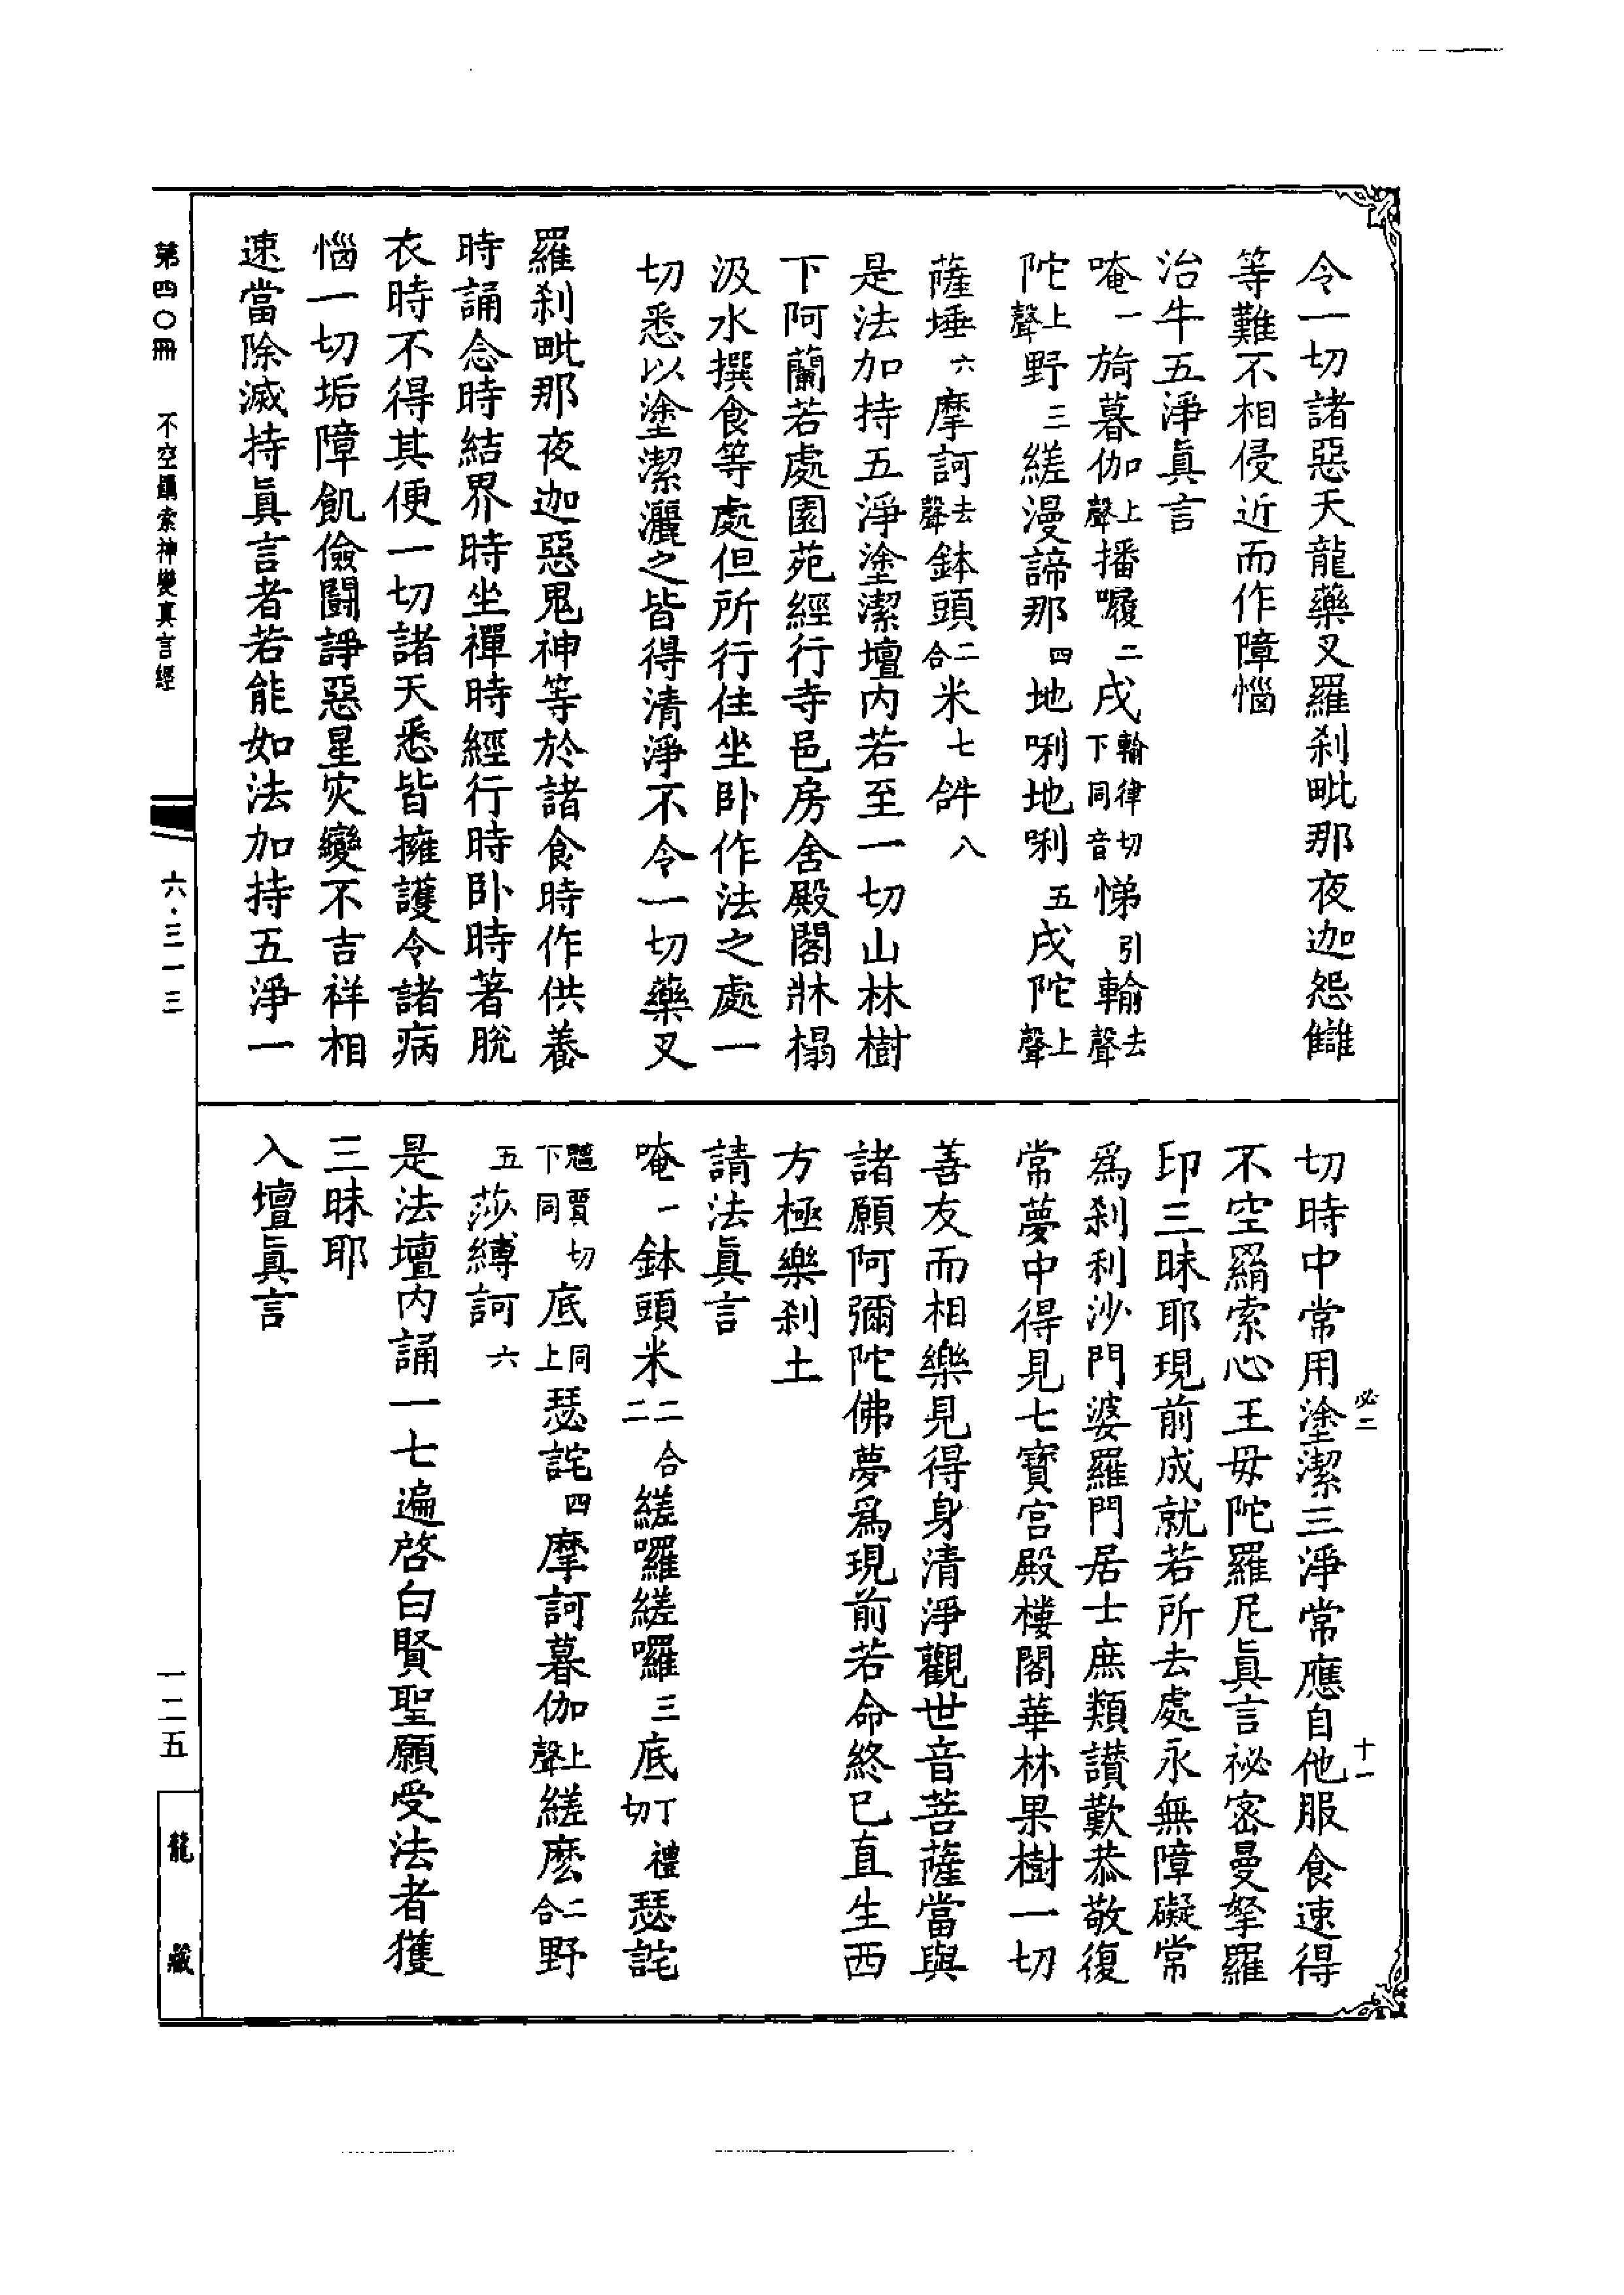 令一切諸惡天龍藥叉羅刹毗那夜迦怨讎
等難不相侵近而作障惱
治牛五淨眞言
唵一旖暮伽上聲播㘑二戌輪律切下同音悌引輸去聲
陀上聲野三縒漫諦那四地唎地唎五戌陀上聲
薩埵六摩訶去聲鉢頭二合米七𤙖八
是法加持五淨塗潔壇内若至一切山林樹
下阿蘭若處園苑經行寺邑房舍殿閣牀榻
汲水撰食等處但所行住坐卧作法之處一
切悉以塗潔灑之皆得清淨不令一切藥叉
羅刹毗那夜迦惡鬼神等於諸食時作供養
時誦念時結界時坐禪時經行時卧時著脫
衣時不得其便一切諸天悉皆擁護令諸病
惱一切垢障飢儉鬪諍惡星灾變不吉祥相
速當除滅持眞言者若能如法加持五淨一
切時中常用塗潔三淨常應自他服食速得
不空羂索心王毋陀羅尼眞言祕密曼拏羅
印三昧耶現前成就若所去處永無障礙常
爲刹利沙門婆羅門居士庶類讃歎恭敬復
常夢中得見七寶宮殿樓閣華林果樹一切
善友而相樂見得身清淨觀世音菩薩當與
諸願阿彌陀佛夢爲現前若命終已直生西
方極樂刹土
請法眞言
唵一鉢頭米二合二縒囉縒囉三底丁禮切瑟詫
𪘨賈切下同底同上瑟詫四摩訶暮伽上聲縒麽二合野
五莎縛訶六
是法壇内誦一七遍啓白賢聖願受法者獲
三昧耶
入壇眞言
必二
十一
第四〇冊
不空羂索神變真言經
六·三一三
一二五
龍藏